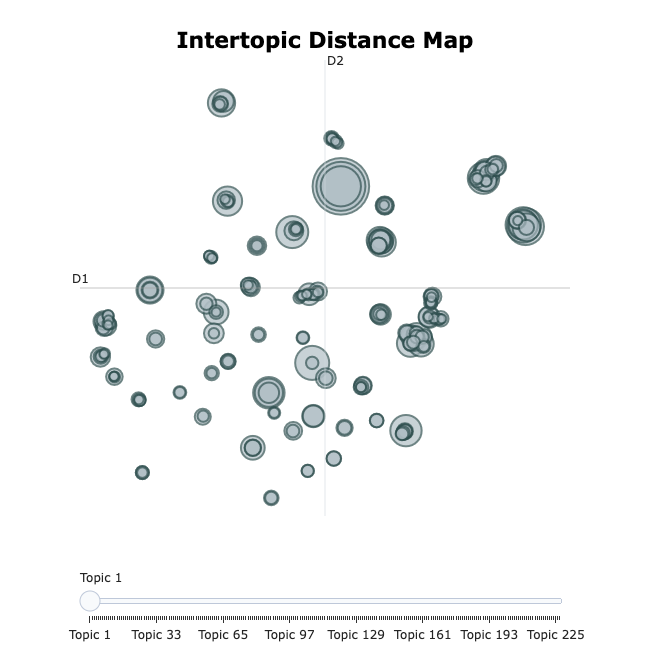 Intertopic Distance Map
D2
D1
Topic 1
Topic 1 Topic 33 Topic 65 Topic 97 Topic 129 Topic 161 Topic 193 Topic 225